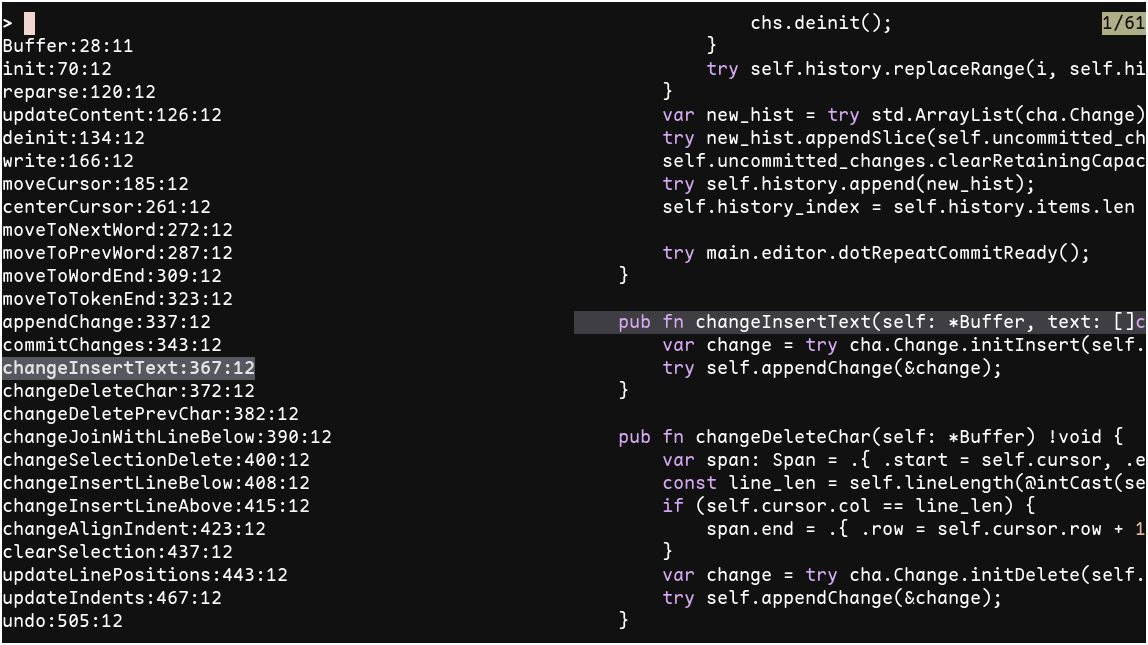 >
Buffer:28:11
init:70:12
reparse:120:12
updateContent:126:12
deinit:134:12
write:166:12
moveCursor:185:12
centerCursor:261:12
moveToNextWord:272:12
moveToPrevWord:287:12
moveToWordEnd:309:12
moveToTokenEnd:323:12
appendChange:337:12
commitChanges:343:12
changeInsertText:367:12
changeDeleteChar:372:12
changeDeletePrevChar:382:12
changeJoinWithLineBelow:390:12
changeSelectionDelete:400:12
changeInsertLineBelow:408:12
changeInsertLineAbove:415:12
changeAlignIndent:423:12
clearSelection:437:12
updateLinePositions:443:12
updateIndents:467:12
undo:505:12
chs.deinit();
1/61
}
try self.history.replaceRange(i, self.hi
}
var new_hist = try std.ArrayList(cha.Change)
try new_hist.appendSlice(self.uncommitted_ch
self.uncommitted_changes.clearRetainingCapac
try self.history.append(new_hist);
self.history_index = self.history.items.len
try main.editor.dotRepeatCommitReady();
}
pub fn changeInsertText(self: *Buffer, text: []c
var change = try cha.Change.initInsert(self.
try self.appendChange(&change);
}
pub fn changeDeleteChar(self: *Buffer) !void {
var span: Span = .{ .start = self.cursor, .e
const line_len = self.lineLength(@intCast(se
if (self.cursor.col == line_len) {
span.end = .{ .row = self.cursor.row + 1
}
var change = try cha.Change.initDelete(self.
try self.appendChange(&change);
}